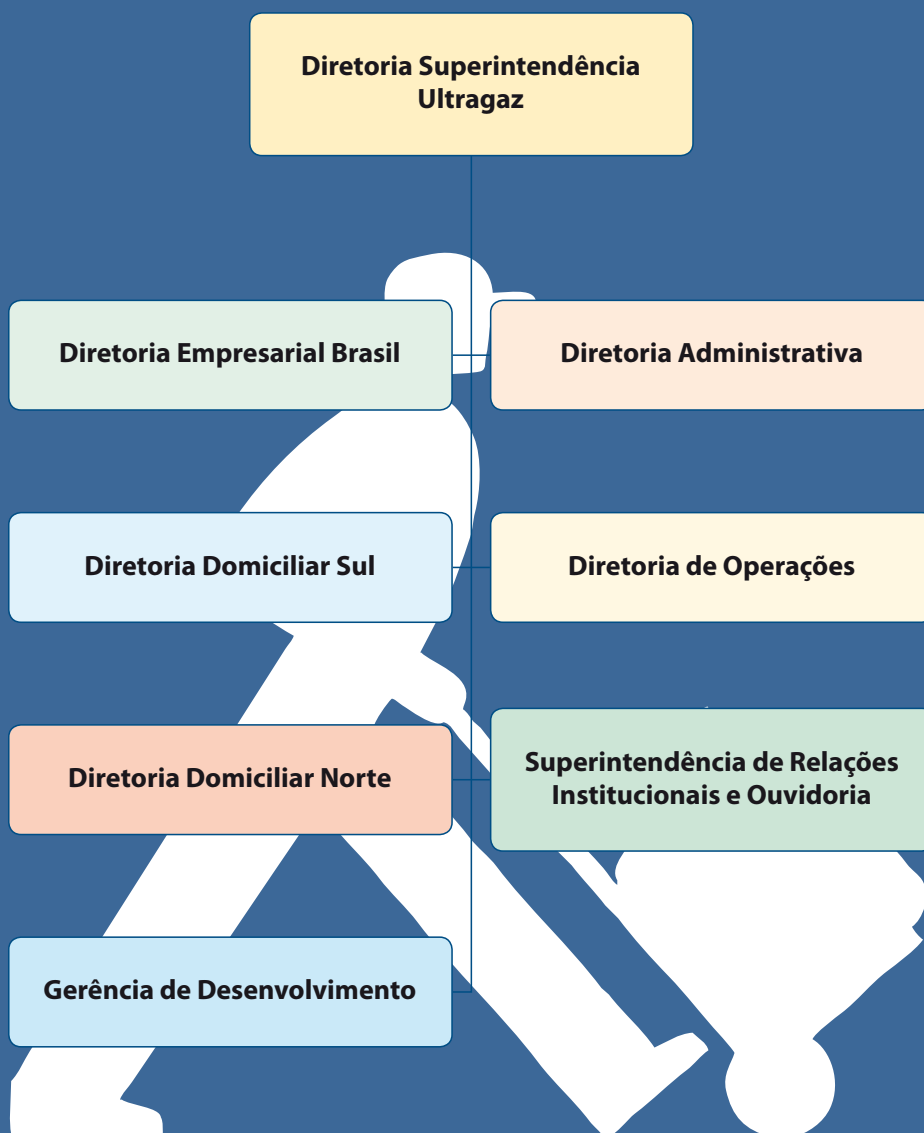 Diretoria Superintendência
Ultragaz
Diretoria Empresarial Brasil
Diretoria Administrativa
Diretoria Domiciliar Sul
Diretoria de Operações
Diretoria Domiciliar Norte
Superintendência de Relações
Institucionais e Ouvidoria
Gerência de Desenvolvimento